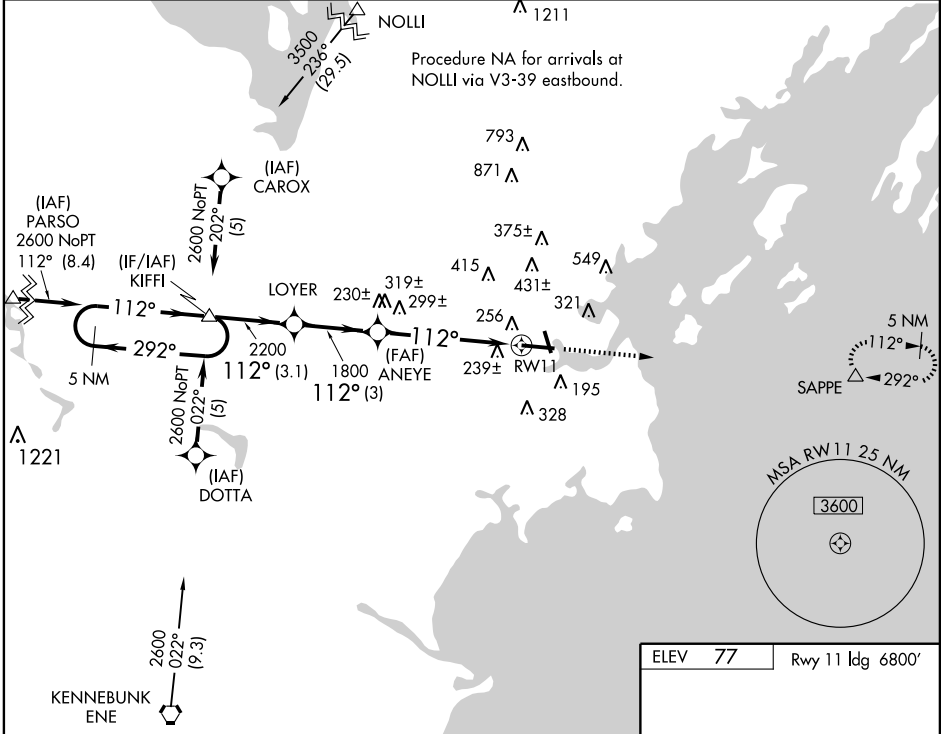 NOLLI
1211
3500
236°
(29.5)
Procedure NA for arrivals at
NOLLI via V3-39 eastbound.
793
871
(IAF)
CAROX
2600 NoPT
202°
(5)
(IAF)
PARSO
2600 NoPT
112° (8.4)
(IF/IAF)
KIFFI
LOYER
375±
415
431±
549
321
230±
319±
299±
256
239±
RW11
195
328
112°
292°
5 NM
2200
112° (3.1)
1800
112° (3)
(FAF)
ANEYE
112°
5 NM
112°
292°
SAPPE
2600 NoPT
022°
(5)
(IAF)
DOTTA
1221
MSA RW11 25 NM
3600
2600
022°
(9.3)
KENNEBUNK
ENE
ELEV 77
Rwy 11 ldg 6800'